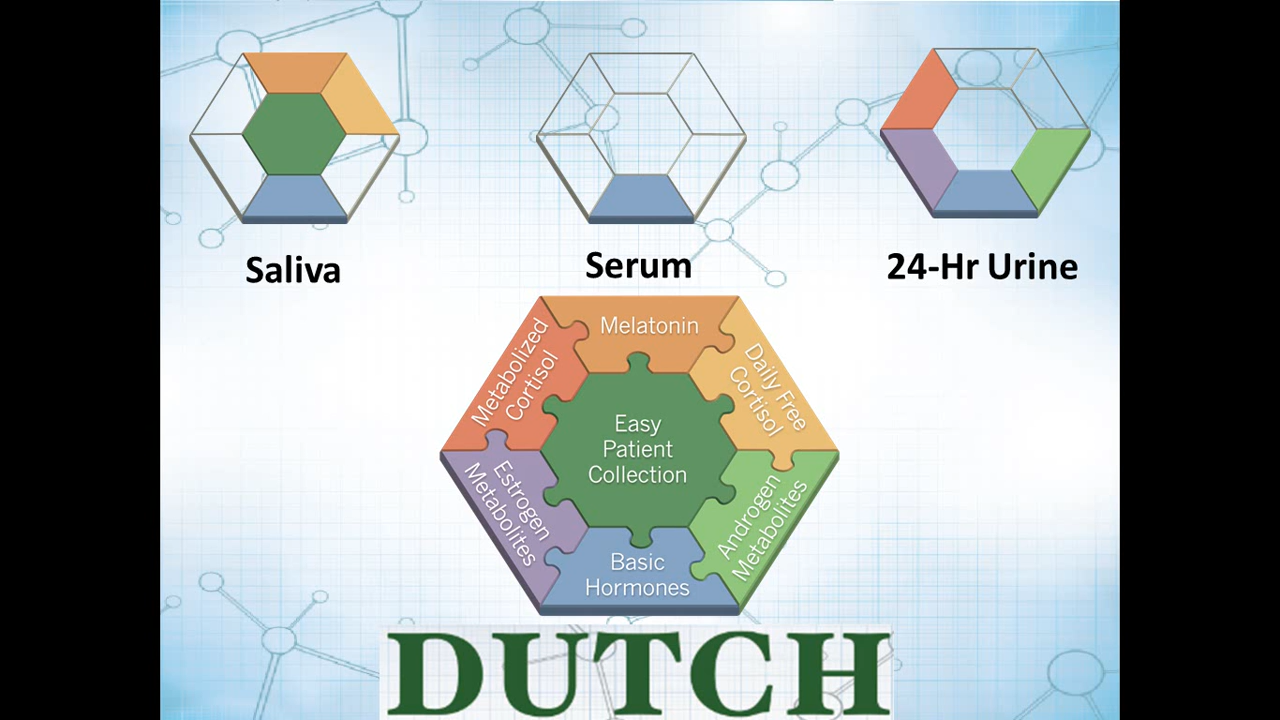 Saliva
Serum
24-Hr Urine
Melatonin
Metabolized
Cortisol
Daily Free
Cortisol
Easy
Patient
Collection
Estrogen
Metabolites
Androgen
Metabolites
Basic
Hormones
DUTCH